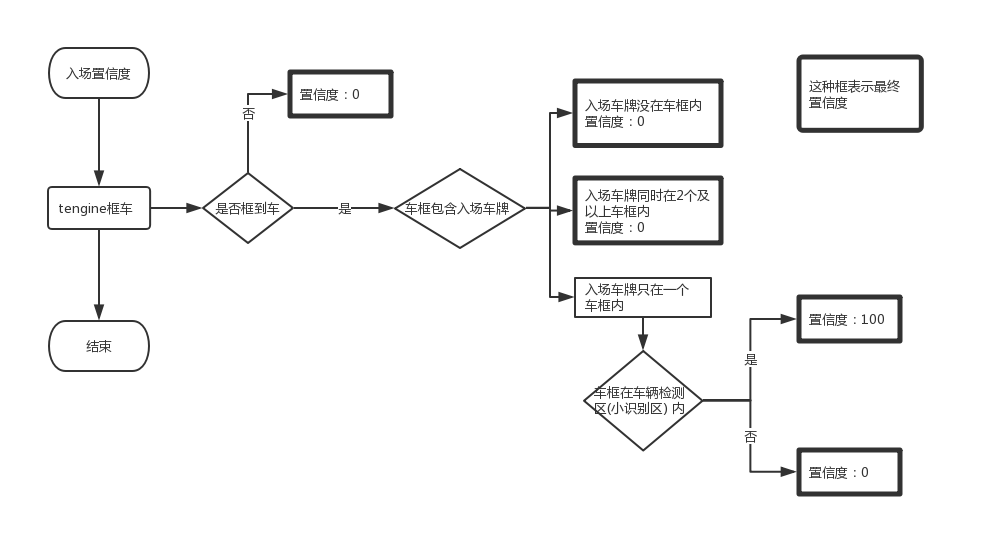 入场置信度
tengine框车
结束
是否框到车
否
置信度：0
是
车框包含入场车牌
入场车牌没在车框内
置信度：0
入场车牌同时在2个及
以上车框内
置信度：0
入场车牌只在一个
车框内
车框在车辆检测
区(小识别区) 内
是
置信度：100
否
置信度：0
这种框表示最终
置信度